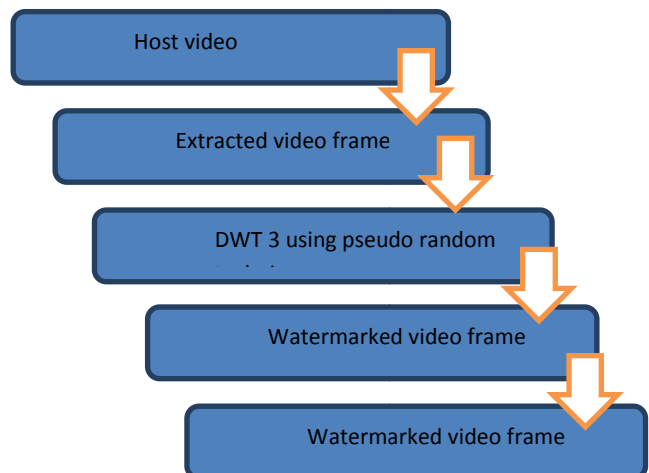 Host video
Extracted video frame
DWT 3 using pseudo random
Watermarked video frame
Watermarked video frame